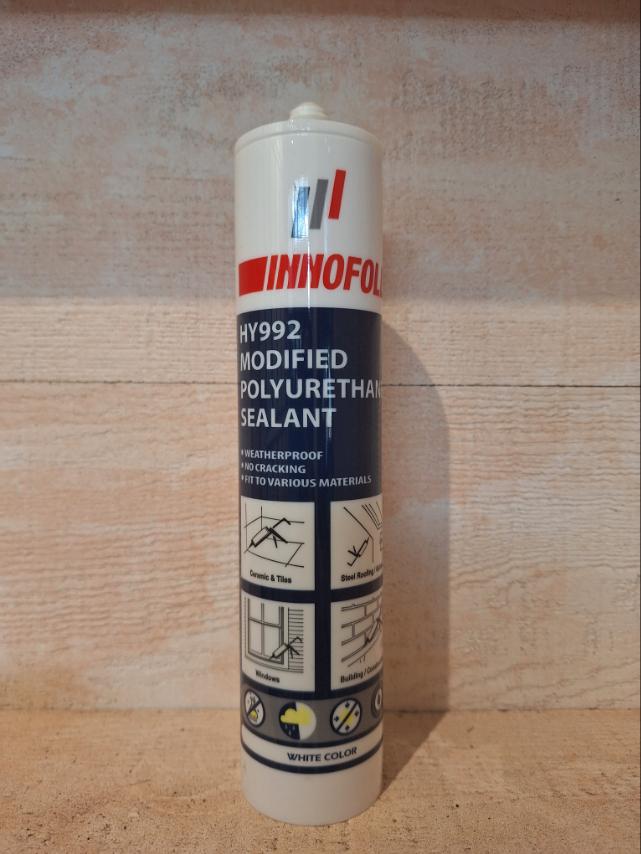 INNOFOL
HY992
MODIFIED
POLYURETHAN
SEALANT
• WEATHERPROOF
• NO CRACKING
• FIT TO VARIOUS MATERIALS
Ceramic & Tiles
Steel Roofing /
Windows
Building /
WHITE COLOR